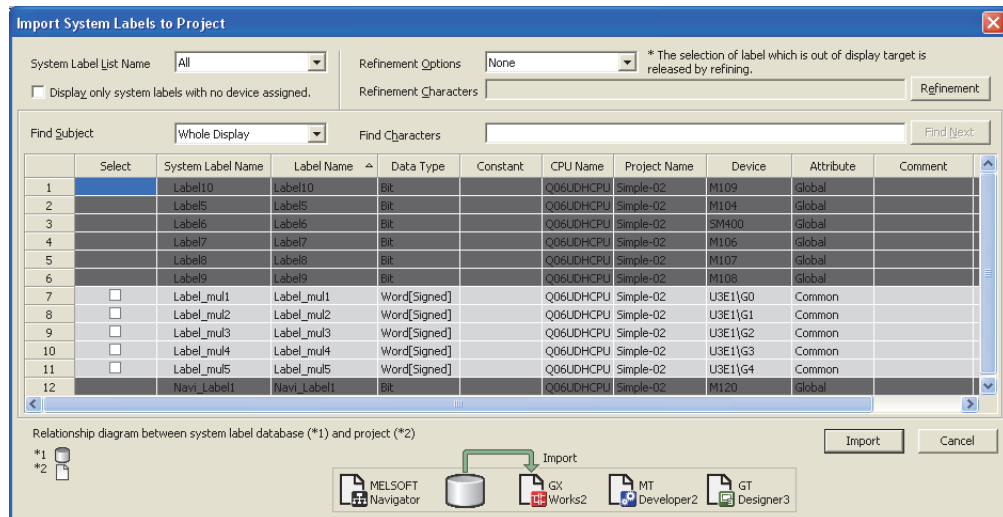 Import System Labels to Project
System Label List Name All Refinement Options None * The selection of label which is out of display target is released by refining.
Display only system labels with no device assigned. Refinement Characters Refinement
Find Subject Whole Display Find Characters Find Next
Select System Label Name Label Name Data Type Constant CPU Name Project Name Device Attribute Comment
1 Label10 Label10 Bit Q06UDHCPU Simple-02 M109 Global
2 Label5 Label5 Bit Q06UDHCPU Simple-02 M104 Global
3 Label6 Label6 Bit Q06UDHCPU Simple-02 SM400 Global
4 Label7 Label7 Bit Q06UDHCPU Simple-02 M106 Global
5 Label8 Label8 Bit Q06UDHCPU Simple-02 M107 Global
6 Label9 Label9 Bit Q06UDHCPU Simple-02 M108 Global
7 Label_mul1 Label_mul1 Word[Signed] Q06UDHCPU Simple-02 U3E1\G0 Common
8 Label_mul2 Label_mul2 Word[Signed] Q06UDHCPU Simple-02 U3E1\G1 Common
9 Label_mul3 Label_mul3 Word[Signed] Q06UDHCPU Simple-02 U3E1\G2 Common
10 Label_mul4 Label_mul4 Word[Signed] Q06UDHCPU Simple-02 U3E1\G3 Common
11 Label_mul5 Label_mul5 Word[Signed] Q06UDHCPU Simple-02 U3E1\G4 Common
12 Navi_Label1 Navi_Label1 Bit Q06UDHCPU Simple-02 M120 Global
Relationship diagram between system label database (*1) and project (*2)
Import Cancel
*1
*2
Import
MELSOFT Navigator
GX Works2
MT Developer2
GT Designer3